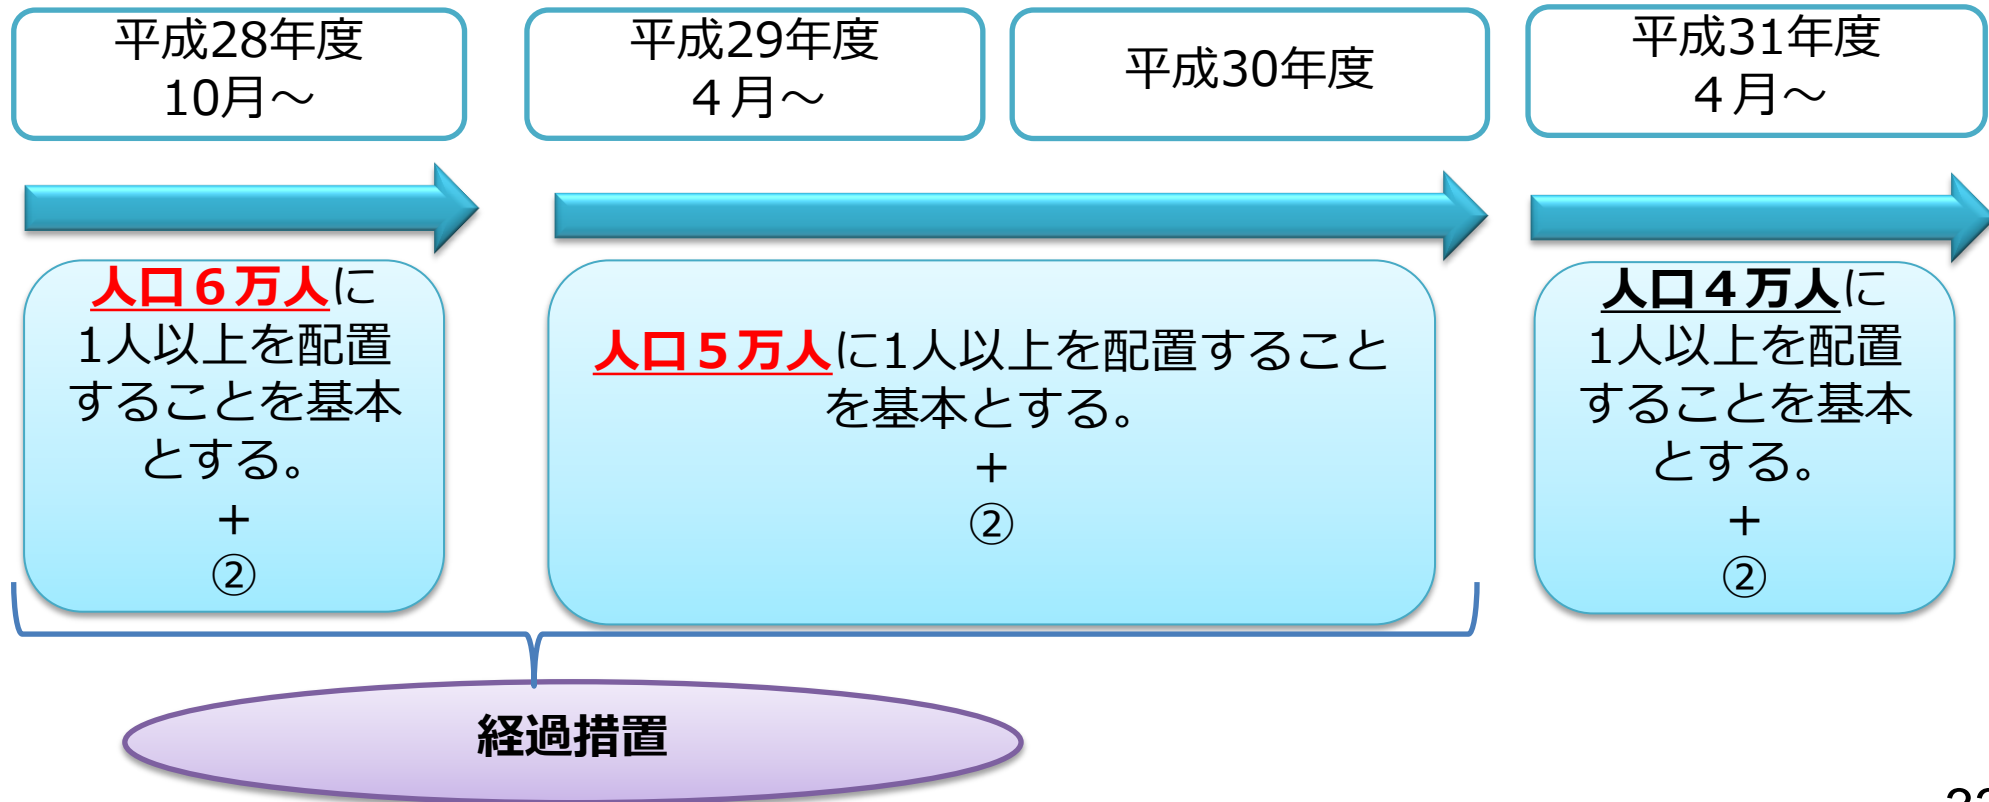 平成28年度
10月～
平成29年度
４月～
平成30年度
平成31年度
４月～
人口６万人に
1人以上を配置
することを基本
とする。
＋
②
人口５万人に1人以上を配置すること
を基本とする。
＋
②
人口４万人に
1人以上を配置
することを基本
とする。
＋
②
経過措置